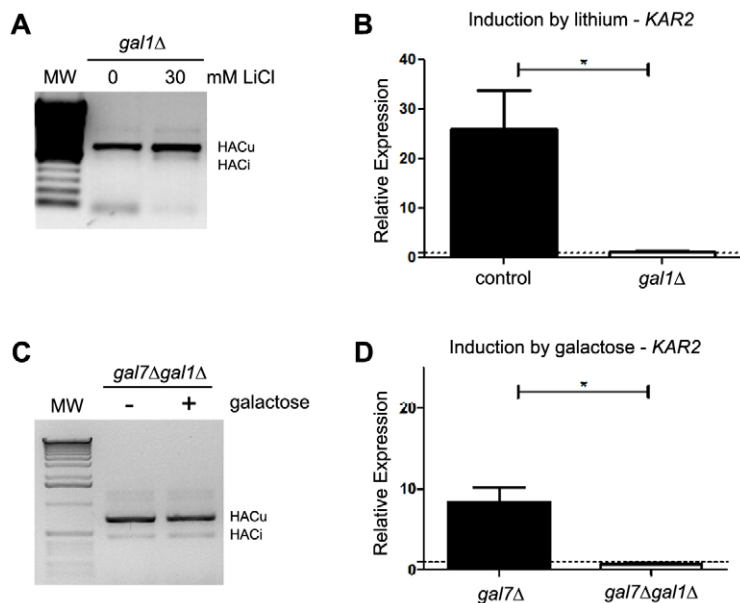 A
gal1Δ
MW 0 30 mM LiCl
HACu
HACi
B
Induction by lithium - KAR2
*
Relative Expression
40
30
20
10
0
control gal1Δ
C
gal7Δgal1Δ
MW - + galactose
HACu
HACi
D
Induction by galactose - KAR2
*
Relative Expression
20
10
0
gal7Δ gal7Δgal1Δ